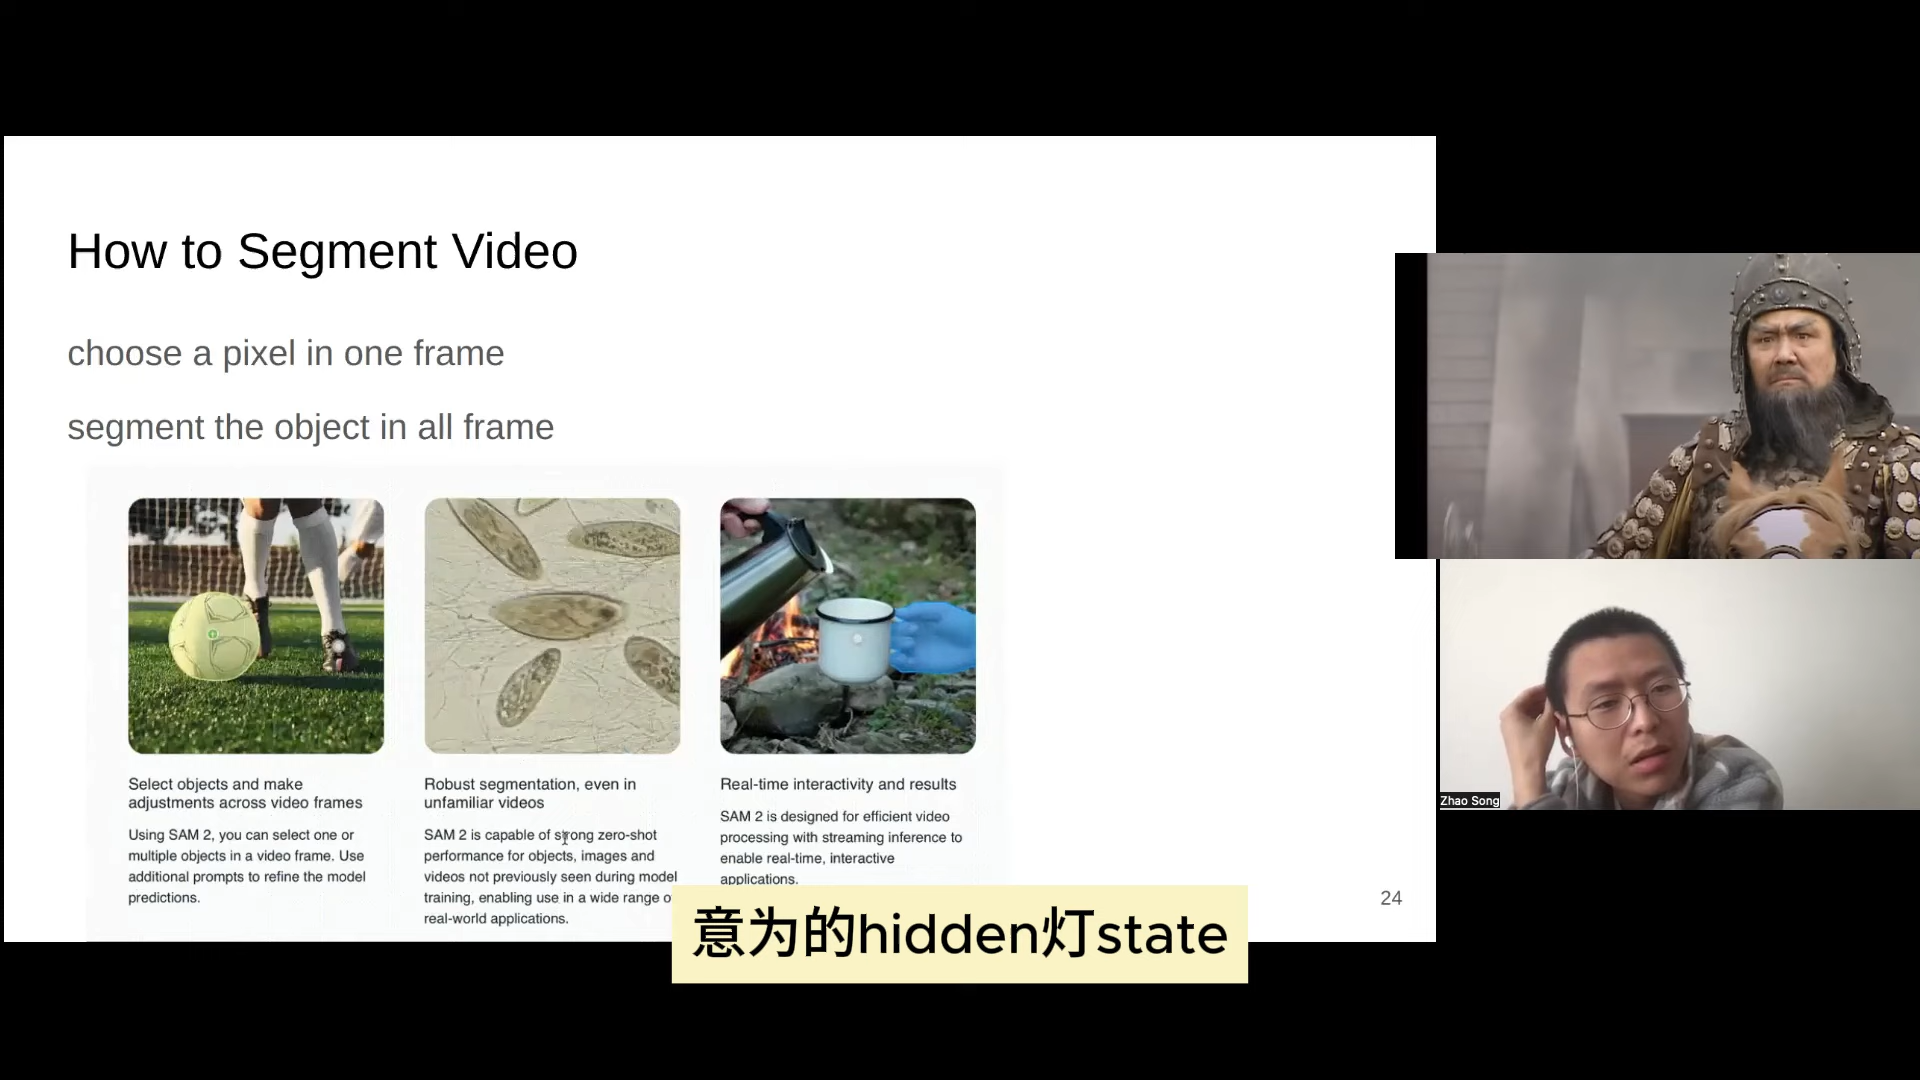 How to Segment Video
choose a pixel in one frame
segment the object in all frame
Select objects and make
adjustments across video frames
Using SAM 2, you can select one or
multiple objects in a video frame. Use
additional prompts to refine the model
predictions.
Robust segmentation, even in
unfamiliar videos
SAM 2 is capable of strong zero-shot
performance for objects, images and
videos not previously seen during model
training, enabling use in a wide range o
real-world applications.
Real-time interactivity and results
SAM 2 is designed for efficient video
processing with streaming inference to
enable real-time, interactive
applications.
24
Zhao Song
意为的hidden灯state